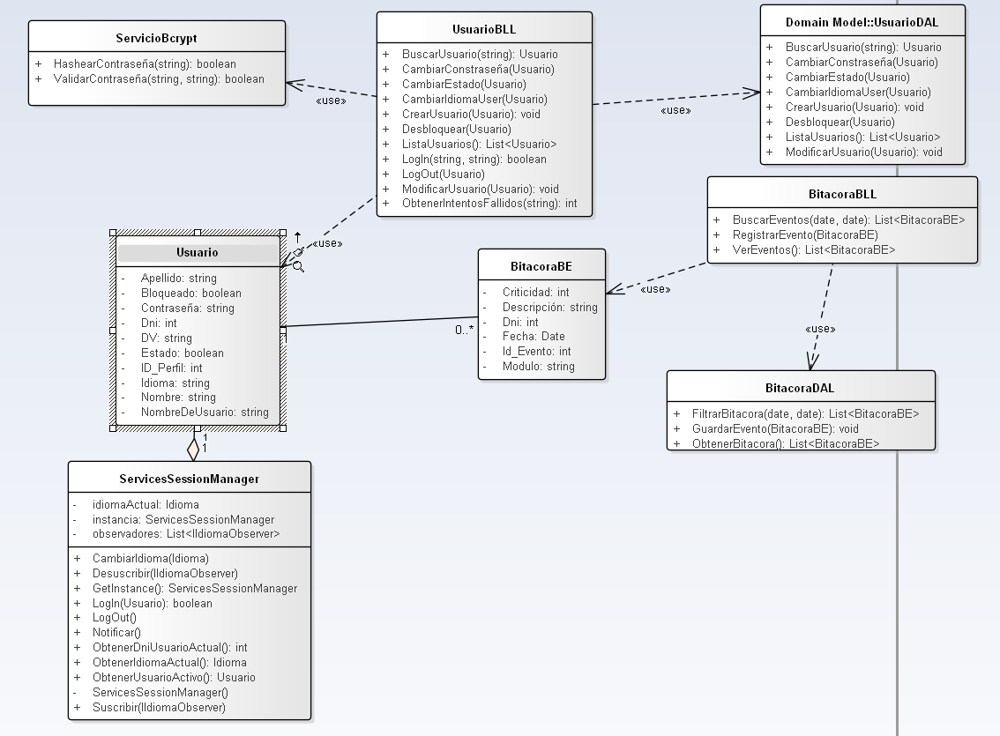 ServicioBcrypt
+ HashearContraseña(string): boolean
+ ValidarContraseña(string, string): boolean
«use»
UsuarioBLL
+ BuscarUsuario(string): Usuario
+ CambiarConstraseña(Usuario)
+ CambiarEstado(Usuario)
+ CambiarIdiomaUser(Usuario)
+ CrearUsuario(Usuario): void
+ Desbloquear(Usuario)
+ ListaUsuarios(): List<Usuario>
+ LogIn(string, string): boolean
+ LogOut(Usuario)
+ ModificarUsuario(Usuario): void
+ ObtenerIntentosFallidos(string): int
«use»
Domain Model::UsuarioDAL
+ BuscarUsuario(string): Usuario
+ CambiarConstraseña(Usuario)
+ CambiarEstado(Usuario)
+ CambiarIdiomaUser(Usuario)
+ CrearUsuario(Usuario): void
+ Desbloquear(Usuario)
+ ListaUsuarios(): List<Usuario>
+ ModificarUsuario(Usuario): void
BitacoraBLL
+ BuscarEventos(date, date): List<BitacoraBE>
+ RegistrarEvento(BitacoraBE)
+ VerEventos(): List<BitacoraBE>
«use»
Usuario
- Apellido: string
- Bloqueado: boolean
- Contraseña: string
- Dni: int
- DV: string
- Estado: boolean
- ID_Perfil: int
- Idioma: string
- Nombre: string
- NombreDeUsuario: string
0..*
BitacoraBE
- Criticidad: int
- Descripción: string
- Dni: int
- Fecha: Date
- Id_Evento: int
- Modulo: string
«use»
«use»
BitacoraDAL
+ FiltrarBitacora(date, date): List<BitacoraBE>
+ GuardarEvento(BitacoraBE): void
+ ObtenerBitacora(): List<BitacoraBE>
1
1
ServicesSessionManager
- idiomaActual: Idioma
- instancia: ServicesSessionManager
- observadores: List<IIdiomaObserver>
+ CambiarIdioma(Idioma)
+ Desuscribir(IIdiomaObserver)
+ GetInstance(): ServicesSessionManager
+ LogIn(Usuario): boolean
+ LogOut()
+ Notificar()
+ ObtenerDniUsuarioActual(): int
+ ObtenerIdiomaActual(): Idioma
+ ObtenerUsuarioActivo(): Usuario
- ServicesSessionManager()
+ Suscribir(IIdiomaObserver)